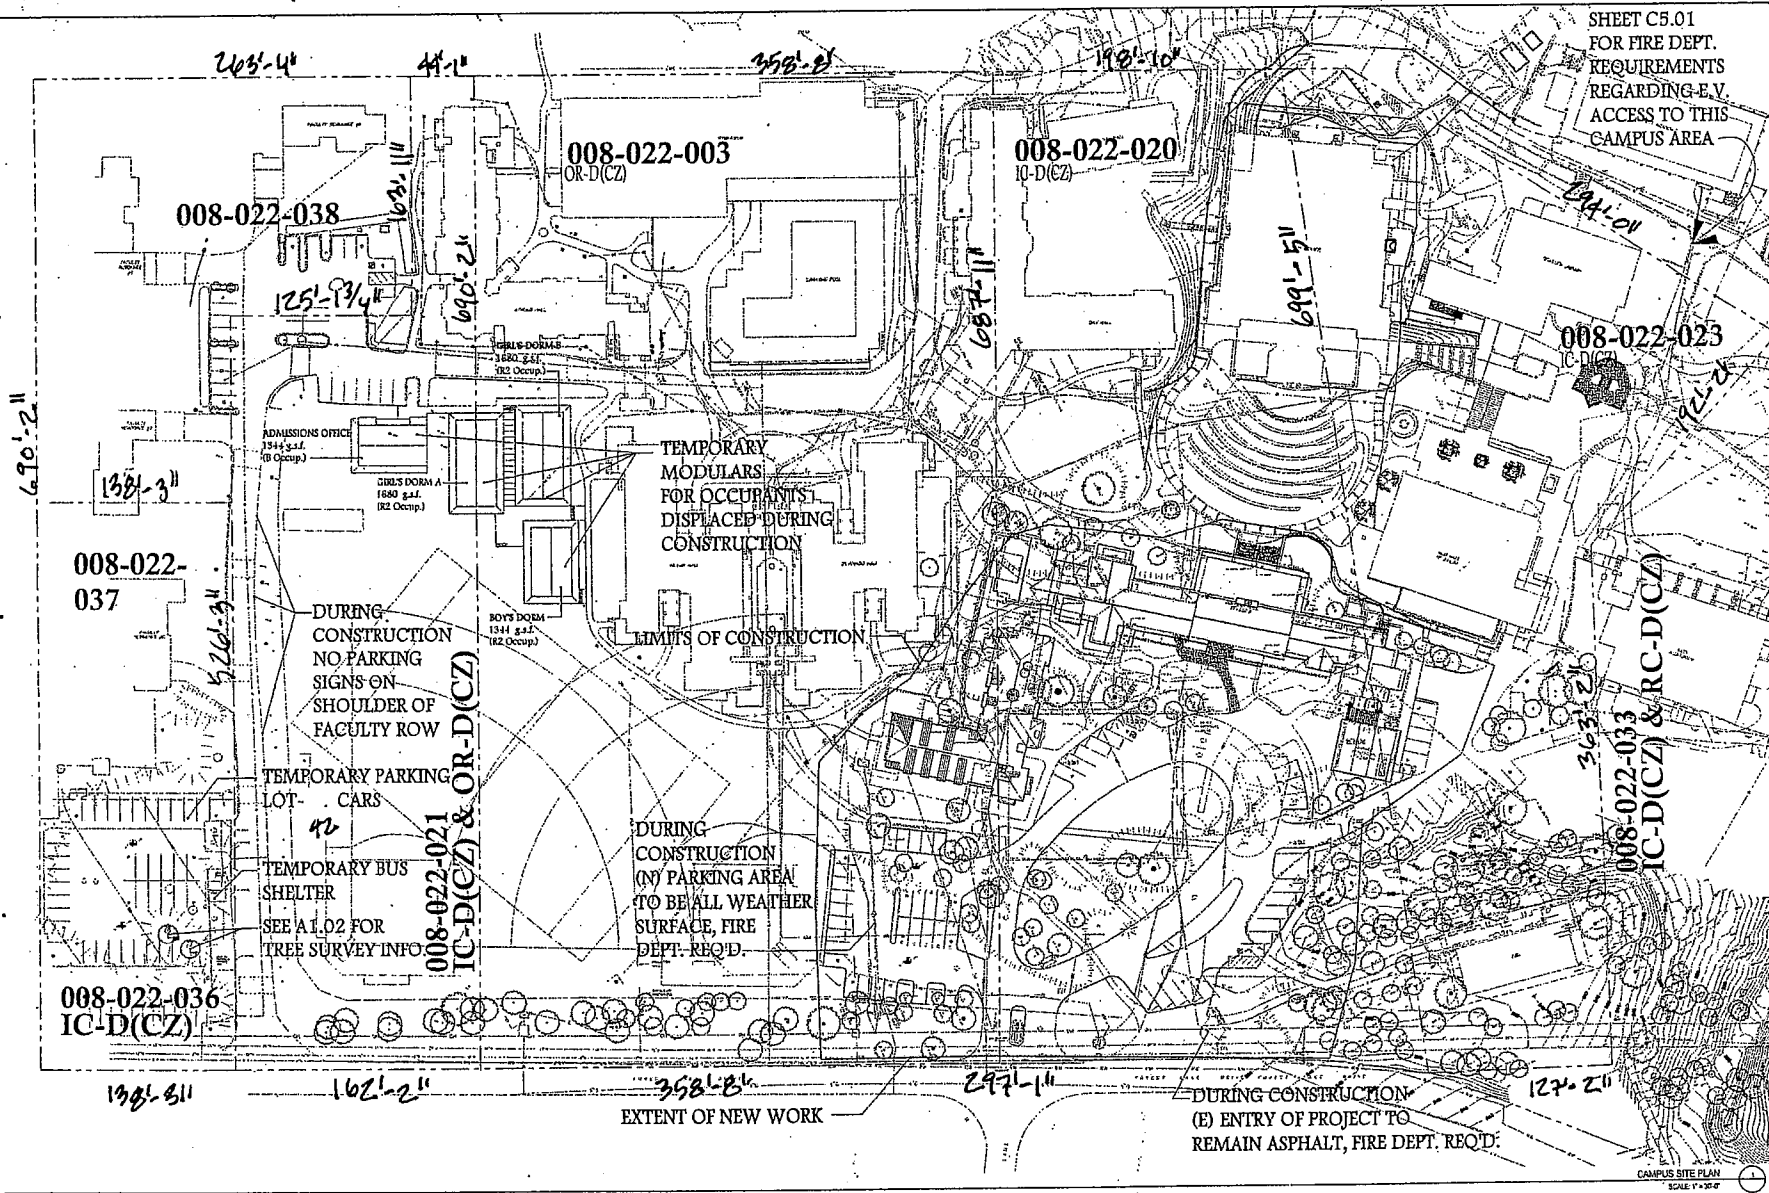 SHEET C5.01
FOR FIRE DEPT.
REQUIREMENTS
REGARDING E.V.
ACCESS TO THIS
CAMPUS AREA
263'-4"
44'-1"
358'-8"
198'-10"
008-022-003
OR-D(CZ)
008-022-020
IC-D(CZ)
163'-11"
008-022-038
294'-0"
690'-2"
125'-1 3/4"
687'-11"
699'-5"
008-022-023
IC-D(CZ)
192'-2"
GIRL'S DORM B
1680 g.s.f.
(R2 Occup.)
690'-2"
ADMISSIONS OFFICE
1344 g.s.f.
(B Occup.)
GIRL'S DORM A
1680 g.s.f.
(R2 Occup.)
TEMPORARY
MODULARS
FOR OCCUPANTS
DISPLACED DURING
CONSTRUCTION
138'-3"
008-022-
037
BOY'S DORM
1344 g.s.f.
(R2 Occup.)
LIMITS OF CONSTRUCTION
526'-3"
DURING
CONSTRUCTION
NO PARKING
SIGNS ON
SHOULDER OF
FACULTY ROW
363'-2"
008-022-033
IC-D(CZ) & RC-D(CZ)
TEMPORARY PARKING
LOT- . CARS
42
008-022-021
IC-D(CZ) & OR-D(CZ)
TEMPORARY BUS
SHELTER
SEE A1.02 FOR
TREE SURVEY INFO.
DURING
CONSTRUCTION
(N) PARKING AREA
TO BE ALL WEATHER
SURFACE, FIRE
DEPT. REQ'D.
008-022-036
IC-D(CZ)
138'-8"
162'-2"
358'-8"
297'-1"
127'-2"
EXTENT OF NEW WORK
DURING CONSTRUCTION
(E) ENTRY OF PROJECT TO
REMAIN ASPHALT, FIRE DEPT. REQ'D.
CAMPUS SITE PLAN
1